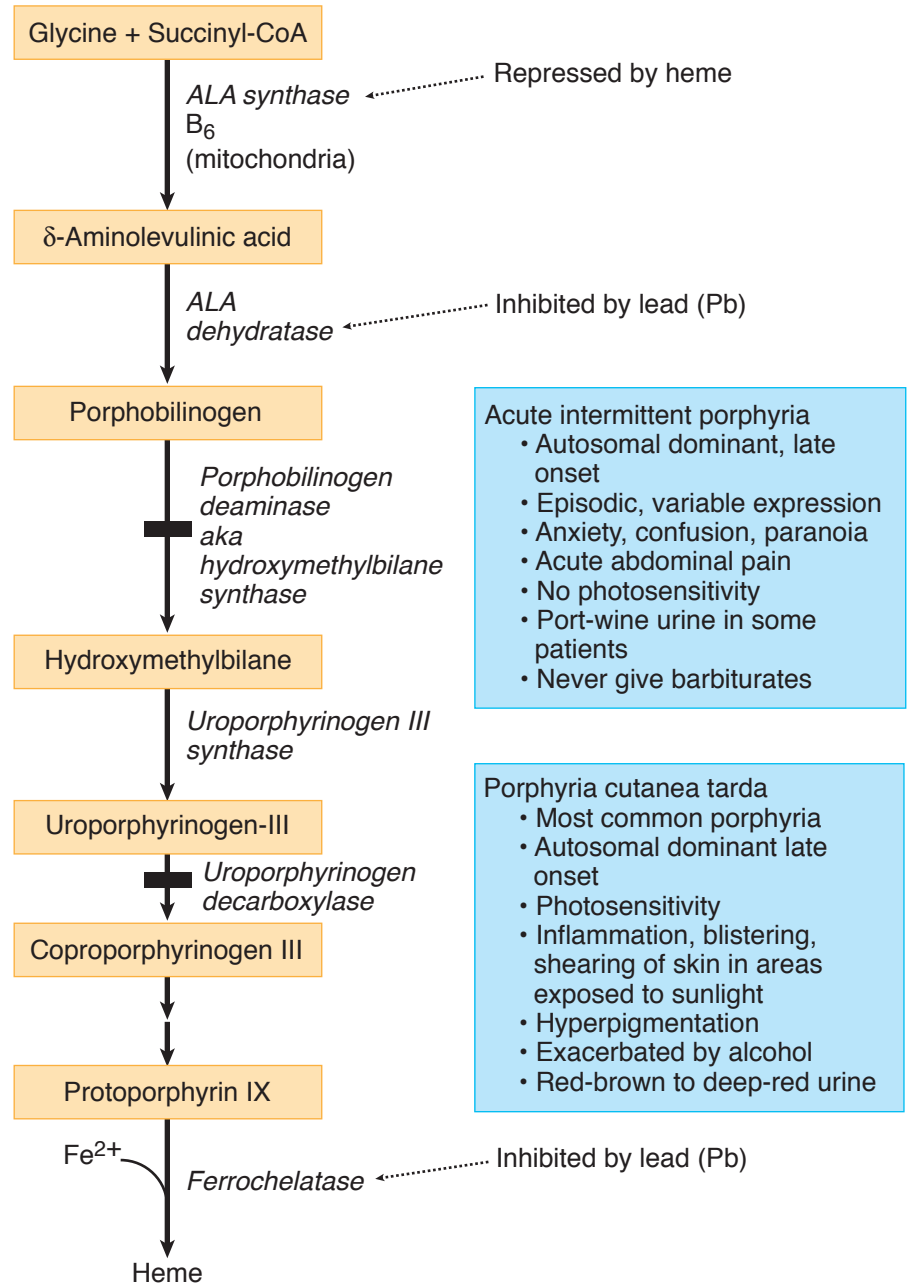 Glycine + Succinyl-CoA
ALA synthase
B6
(mitochondria)
Repressed by heme
δ-Aminolevulinic acid
ALA
dehydratase
Inhibited by lead (Pb)
Porphobilinogen
Porphobilinogen
deaminase
aka
hydroxymethylbilane
synthase
Acute intermittent porphyria
• Autosomal dominant, late
onset
• Episodic, variable expression
• Anxiety, confusion, paranoia
• Acute abdominal pain
• No photosensitivity
• Port-wine urine in some
patients
• Never give barbiturates
Hydroxymethylbilane
Uroporphyrinogen III
synthase
Uroporphyrinogen-III
Uroporphyrinogen
decarboxylase
Coproporphyrinogen III
Porphyria cutanea tarda
• Most common porphyria
• Autosomal dominant late
onset
• Photosensitivity
• Inflammation, blistering,
shearing of skin in areas
exposed to sunlight
• Hyperpigmentation
• Exacerbated by alcohol
• Red-brown to deep-red urine
Protoporphyrin IX
Fe2+
Ferrochelatase
Inhibited by lead (Pb)
Heme